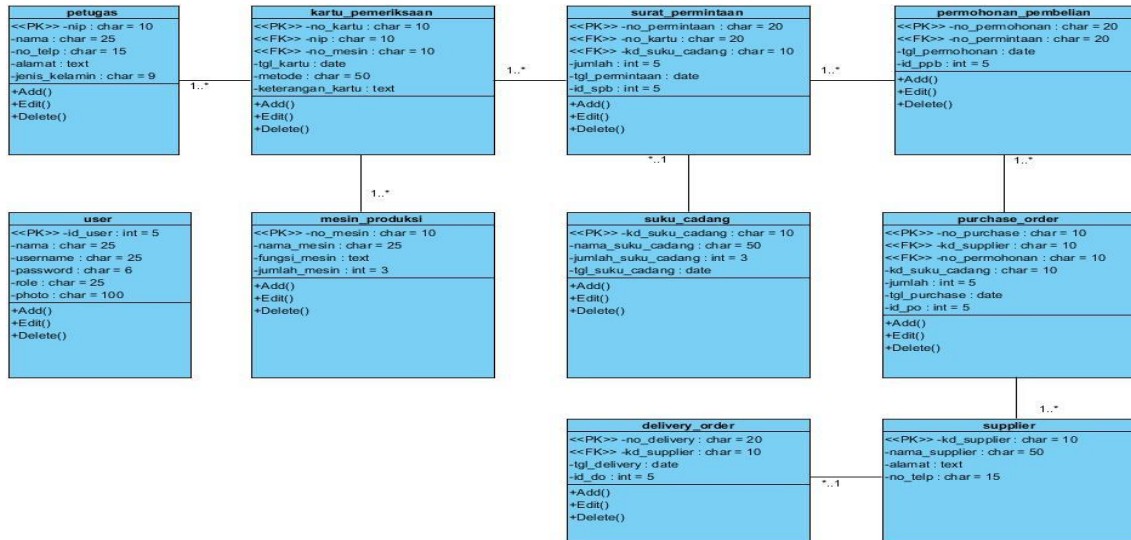 petugas
<<PK>> -nip : char = 10
-nama : char = 25
-no_telp : char = 15
-alamat : text
-jenis_kelamin : char = 9
+Add()
+Edit()
+Delete()
1..*
kartu_pemeriksaan
<<PK>> -no_kartu : char = 10
<<FK>> -nip : char = 10
<<FK>> -no_mesin : char = 10
-tgl_kartu : date
-metode : char = 50
-keterangan_kartu : text
+Add()
+Edit()
+Delete()
1..*
surat_permintaan
<<PK>> -no_permintaan : char = 20
<<FK>> -no_kartu : char = 20
<<FK>> -kd_suku_cadang : char = 10
-jumlah : int = 5
-tgl_permintaan : date
-id_spb : int = 5
+Add()
+Edit()
+Delete()
1..*
permohonan_pembelian
<<PK>> -no_permohonan : char = 20
<<FK>> -no_permintaan : char = 20
-tgl_permohonan : date
-id_ppb : int = 5
+Add()
+Edit()
+Delete()
1..*
*..1
1..*
user
<<PK>> -id_user : int = 5
-nama : char = 25
-username : char = 25
-password : char = 6
-role : char = 25
-photo : char = 100
+Add()
+Edit()
+Delete()
mesin_produksi
<<PK>> -no_mesin : char = 10
-nama_mesin : char = 25
-fungsi_mesin : text
-jumlah_mesin : int = 3
+Add()
+Edit()
+Delete()
suku_cadang
<<PK>> -kd_suku_cadang : char = 10
-nama_suku_cadang : char = 50
-jumlah_suku_cadang : int = 3
-tgl_suku_cadang : date
+Add()
+Edit()
+Delete()
purchase_order
<<PK>> -no_purchase : char = 10
<<FK>> -kd_supplier : char = 10
<<FK>> -no_permohonan : char = 10
-kd_suku_cadang : char = 10
-jumlah : int = 5
-tgl_purchase : date
-id_po : int = 5
+Add()
+Edit()
+Delete()
1..*
delivery_order
<<PK>> -no_delivery : char = 20
<<FK>> -kd_supplier : char = 10
-tgl_delivery : date
-id_do : int = 5
+Add()
+Edit()
+Delete()
*..1
supplier
<<PK>> -kd_supplier : char = 10
-nama_supplier : char = 50
-alamat : text
-no_telp : char = 15